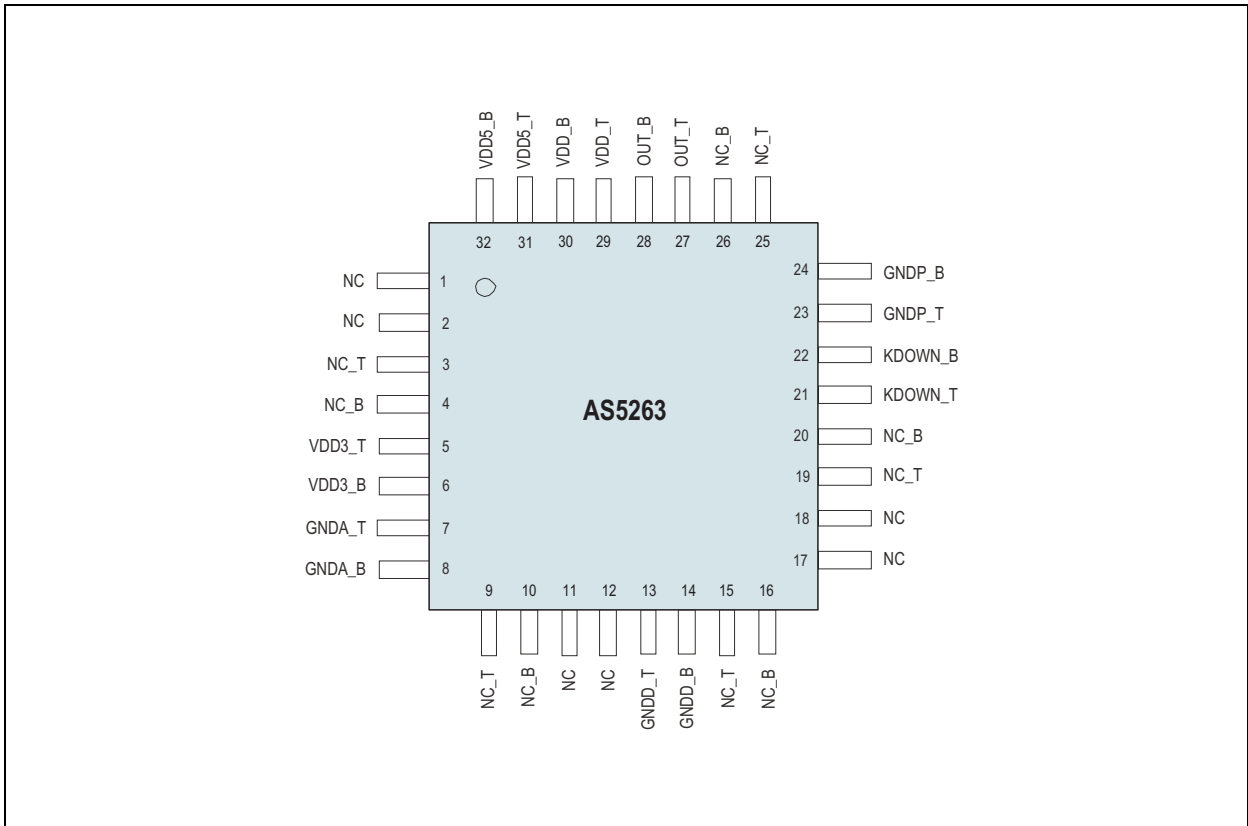 VDD5_B
VDD5_T
VDD_B
VDD_T
OUT_B
OUT_T
NC_B
NC_T
32 31 30 29 28 27 26 25
NC 1
NC 2
NC_T 3
NC_B 4
VDD3_T 5
VDD3_B 6
GNDA_T 7
GNDA_B 8
AS5263
24 GNDP_B
23 GNDP_T
22 KDOWN_B
21 KDOWN_T
20 NC_B
19 NC_T
18 NC
17 NC
9 10 11 12 13 14 15 16
NC_T
NC_B
NC
NC
GNDD_T
GNDD_B
NC_T
NC_B